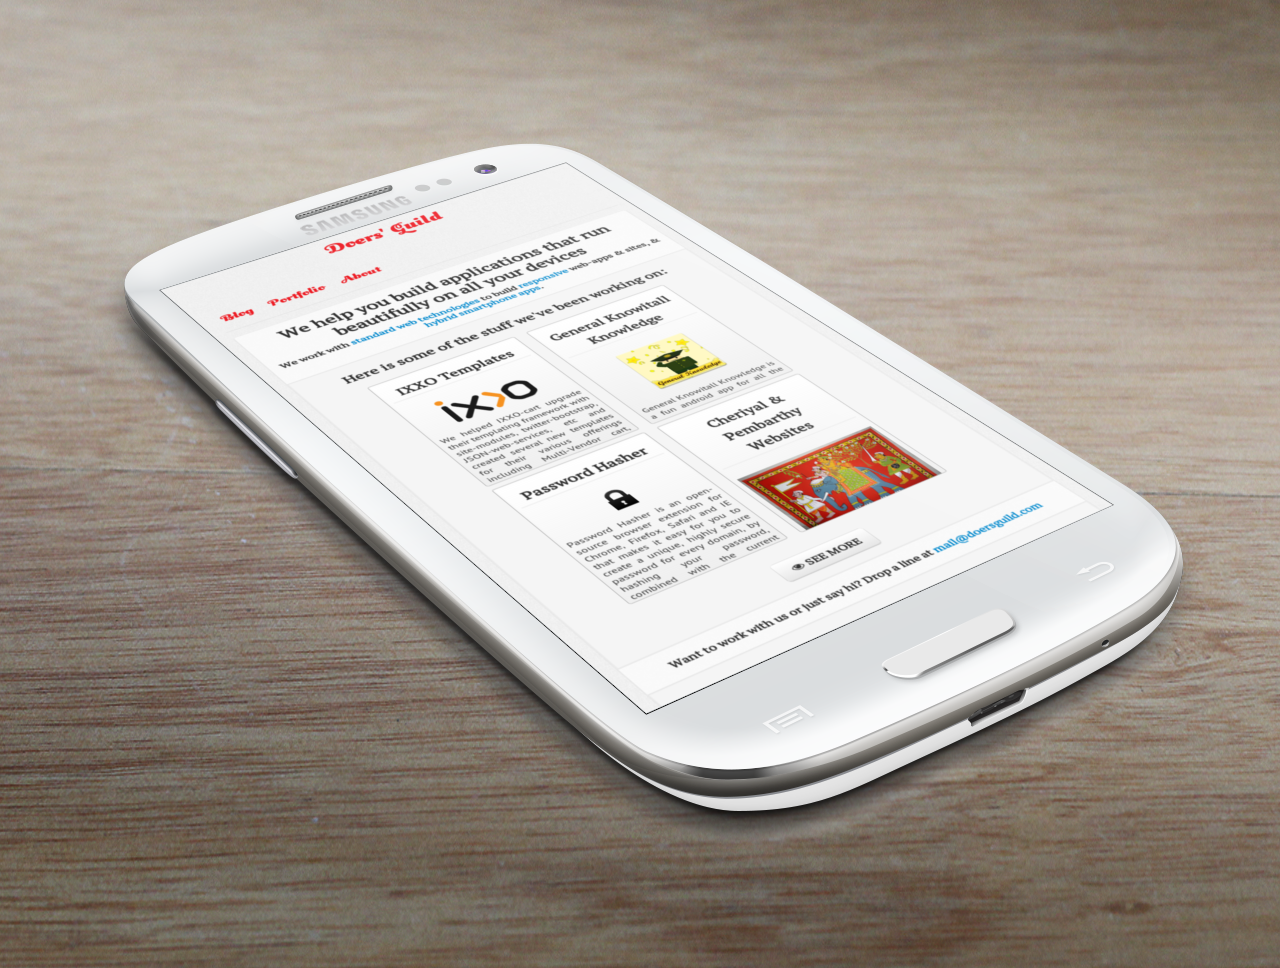 SAMSUNG
Doers' Guild
Blog Portfolio About
We help you build applications that run
beautifully on all your devices
We work with standard web technologies to build responsive web-apps & sites, &
hybrid smartphone apps.
Here is some of the stuff we've been working on:
IXXO Templates
ixxo
We helped IXXO-cart upgrade
their templating framework with
site-modules, twitter-bootstrap,
JSON-web-services, etc. and
created several new templates
for their various offerings
including Multi-Vendor cart,
General Knowitall
Knowledge
General Knowledge
General Knowitall Knowledge is
a fun android app for all the
Password Hasher
Password Hasher is an open-
source browser extension for
Chrome, Firefox, Safari and IE
that makes it easy for you to
create a unique, highly secure
password for every domain, by
hashing your password,
combined with the current
Cheriyal &
Pembarthy
Websites
SEE MORE
Want to work with us or just say hi? Drop a line at mail@doersguild.com